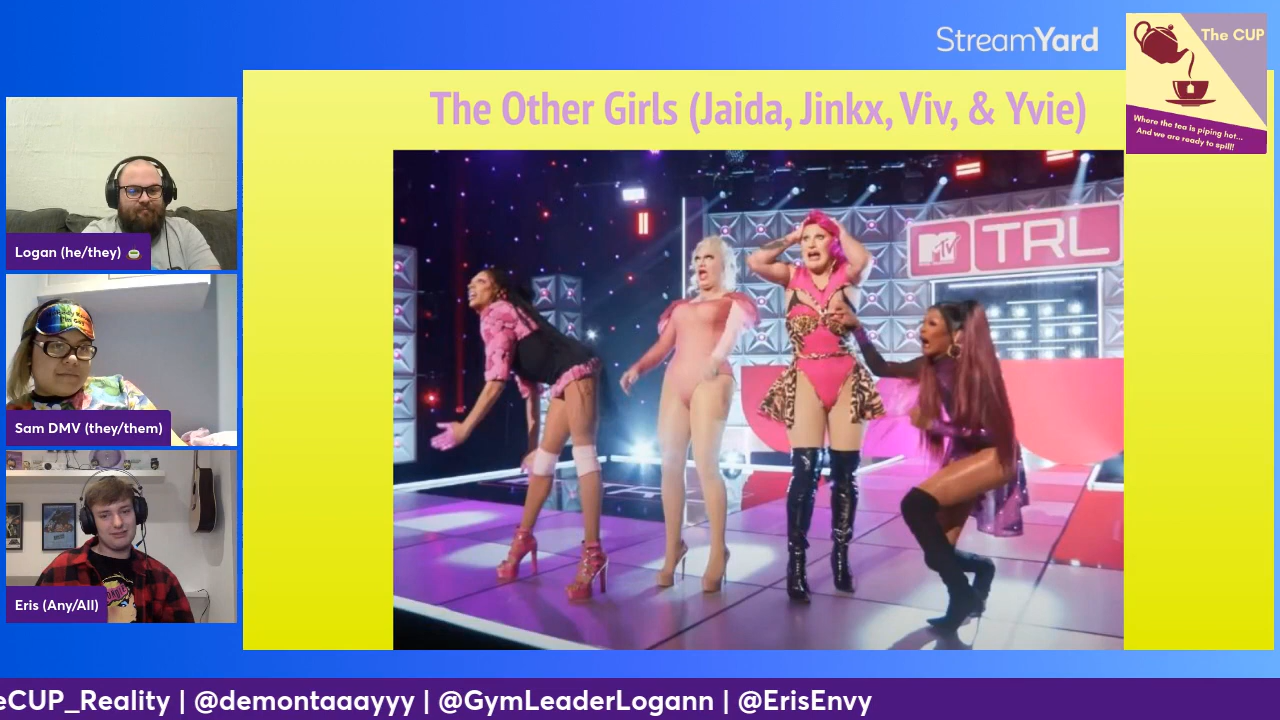 StreamYard
The CUP
Where the tea is piping hot...
And we are ready to spill!
The Other Girls (Jaida, Jinkx, Viv, & Yvie)
MTV
TRL
Logan (he/they)
Sam DMV (they/them)
Eris (Any/All)
eCUP_Reality | @demontaaayyy | @GymLeaderLogann | @ErisEnvy